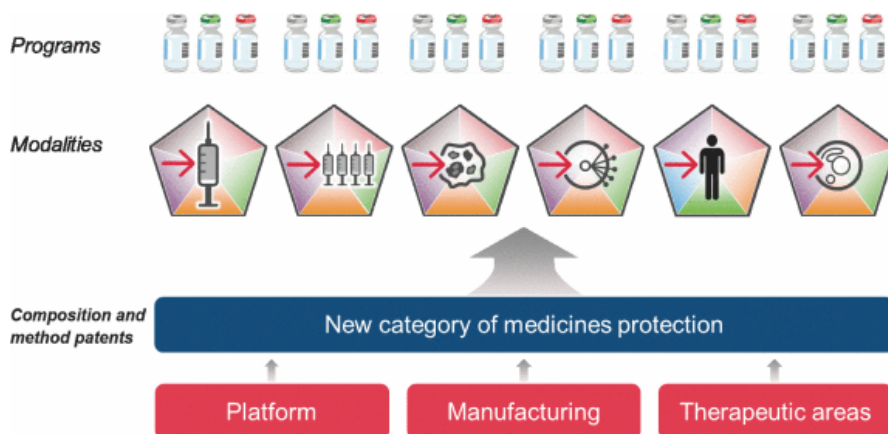 Programs
Modalities
Composition and
method patents
New category of medicines protection
Platform
Manufacturing
Therapeutic areas